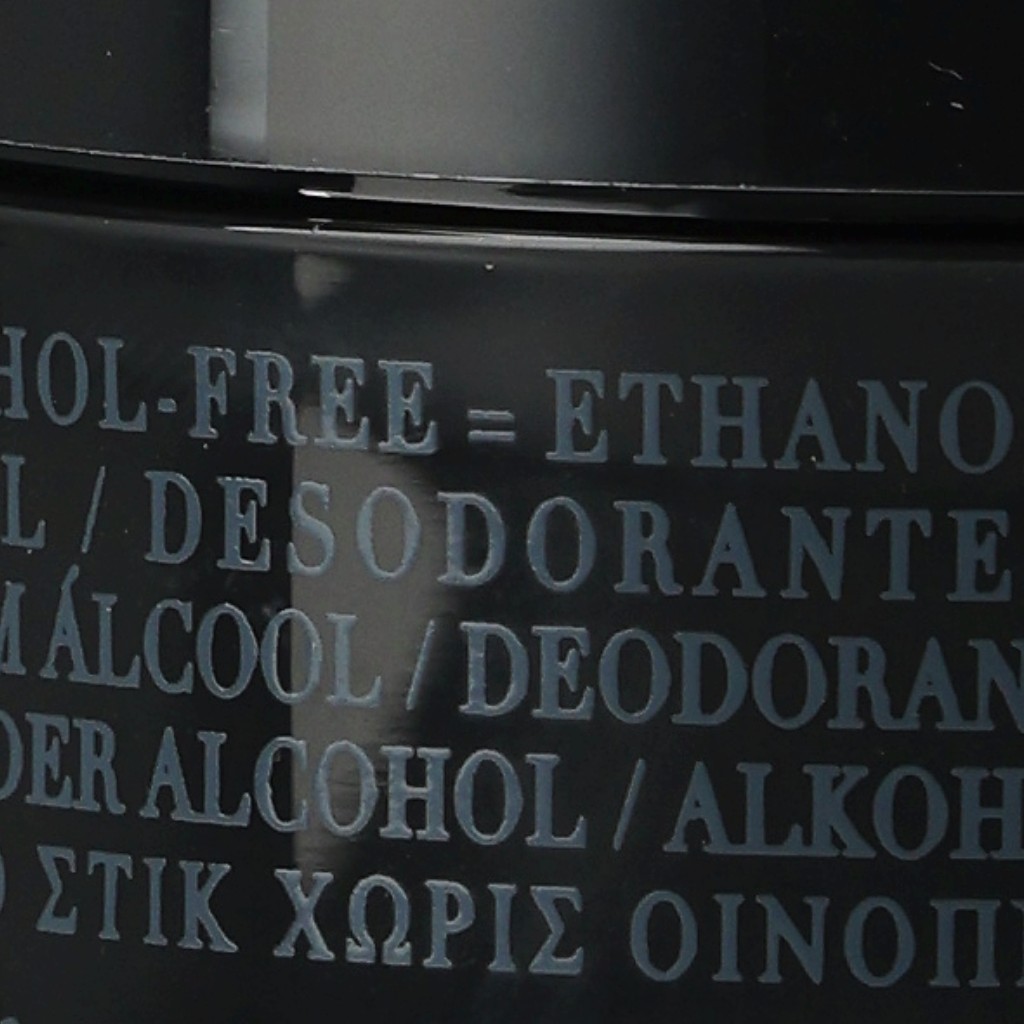 HOL-FREE = ETHANO
L / DESODORANTE
M ÁLCOOL / DEODORAN
DER ALCOHOL / ALKOH
ΣΤΙΚ ΧΩΡΙΣ ΟΙΝΟΠ